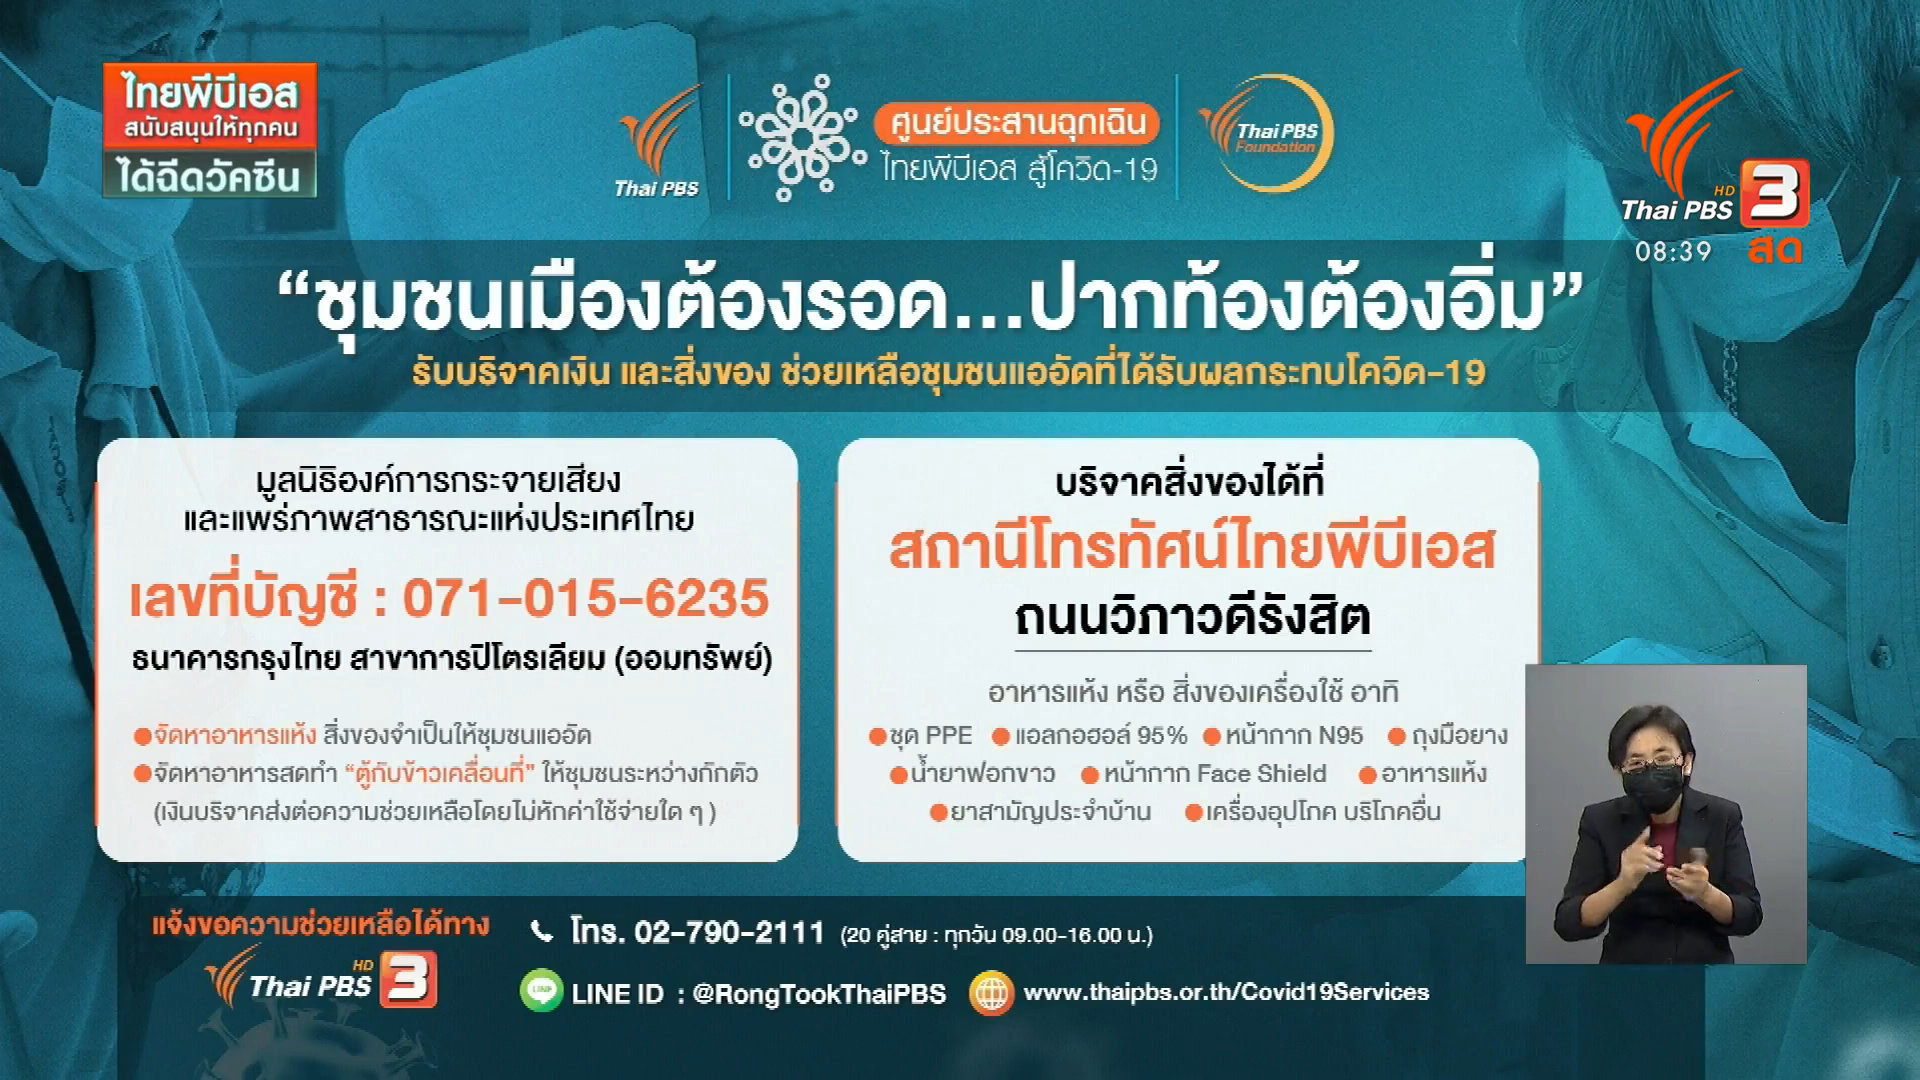 ไทยพีบีเอส
สนับสนุนให้ทุกคน
ได้ฉีดวัคซีน
Thai PBS
ศูนย์ประสานฉุกเฉิน
ไทยพีบีเอส สู้โควิด-19
Thai PBS
Foundation
HD
Thai PBS 3
08:39 สด
“ชุมชนเมืองต้องรอด...ปากท้องต้องอิ่ม”
รับบริจาคเงิน และสิ่งของ ช่วยเหลือชุมชนแออัดที่ได้รับผลกระทบโควิด-19
มูลนิธิองค์การกระจายเสียง
และแพร่ภาพสาธารณะแห่งประเทศไทย
เลขที่บัญชี : 071-015-6235
ธนาคารกรุงไทย สาขาการปิโตรเลียม (ออมทรัพย์)
●จัดหาอาหารแห้ง สิ่งของจำเป็นให้ชุมชนแออัด
●จัดหาอาหารสดทำ “ตู้กับข้าวเคลื่อนที่” ให้ชุมชนระหว่างกักตัว
(เงินบริจาคส่งต่อความช่วยเหลือโดยไม่หักค่าใช้จ่ายใด ๆ )
บริจาคสิ่งของได้ที่
สถานีโทรทัศน์ไทยพีบีเอส
ถนนวิภาวดีรังสิต
อาหารแห้ง หรือ สิ่งของเครื่องใช้ อาทิ
●ชุด PPE ●แอลกอฮอล์ 95% ●หน้ากาก N95 ●ถุงมือยาง
●น้ำยาฟอกขาว ●หน้ากาก Face Shield ●อาหารแห้ง
●ยาสามัญประจำบ้าน ●เครื่องอุปโภค บริโภคอื่น
แจ้งขอความช่วยเหลือได้ทาง
HD
Thai PBS 3
โทร. 02-790-2111 (20 คู่สาย : ทุกวัน 09.00-16.00 น.)
LINE
LINE ID : @RongTookThaiPBS
www.thaipbs.or.th/Covid19Services